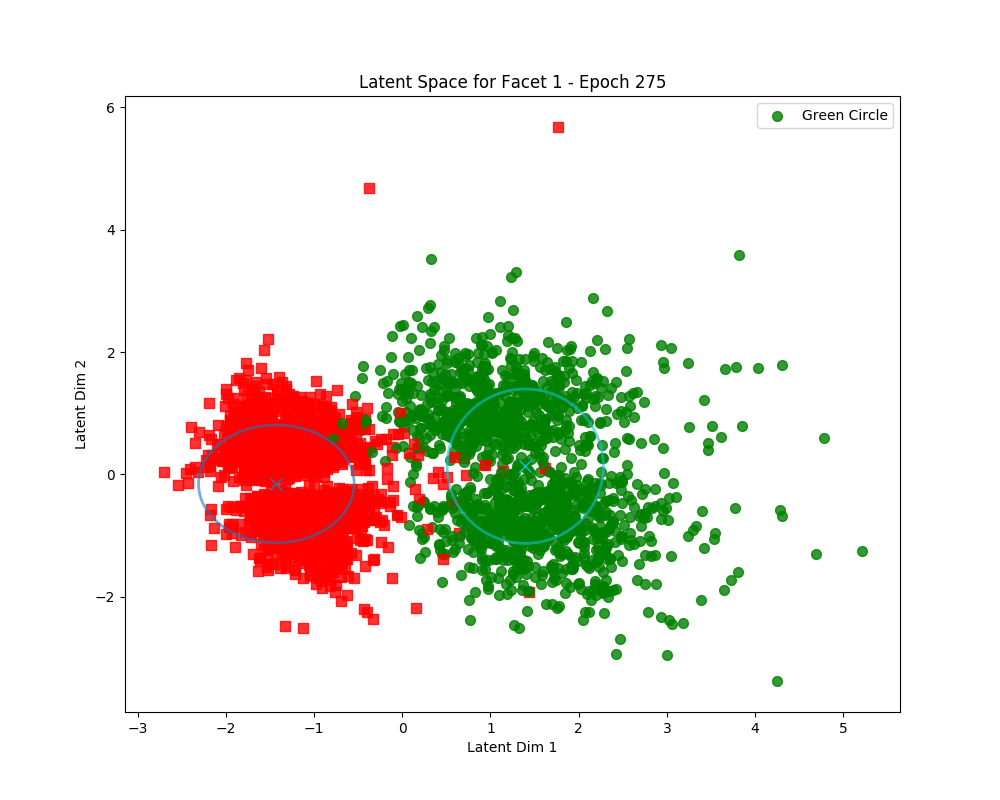 Latent Space for Facet 1 - Epoch 275
Green Circle
6
4
2
0
−2
Latent Dim 2
−3 −2 −1 0 1 2 3 4 5
Latent Dim 1